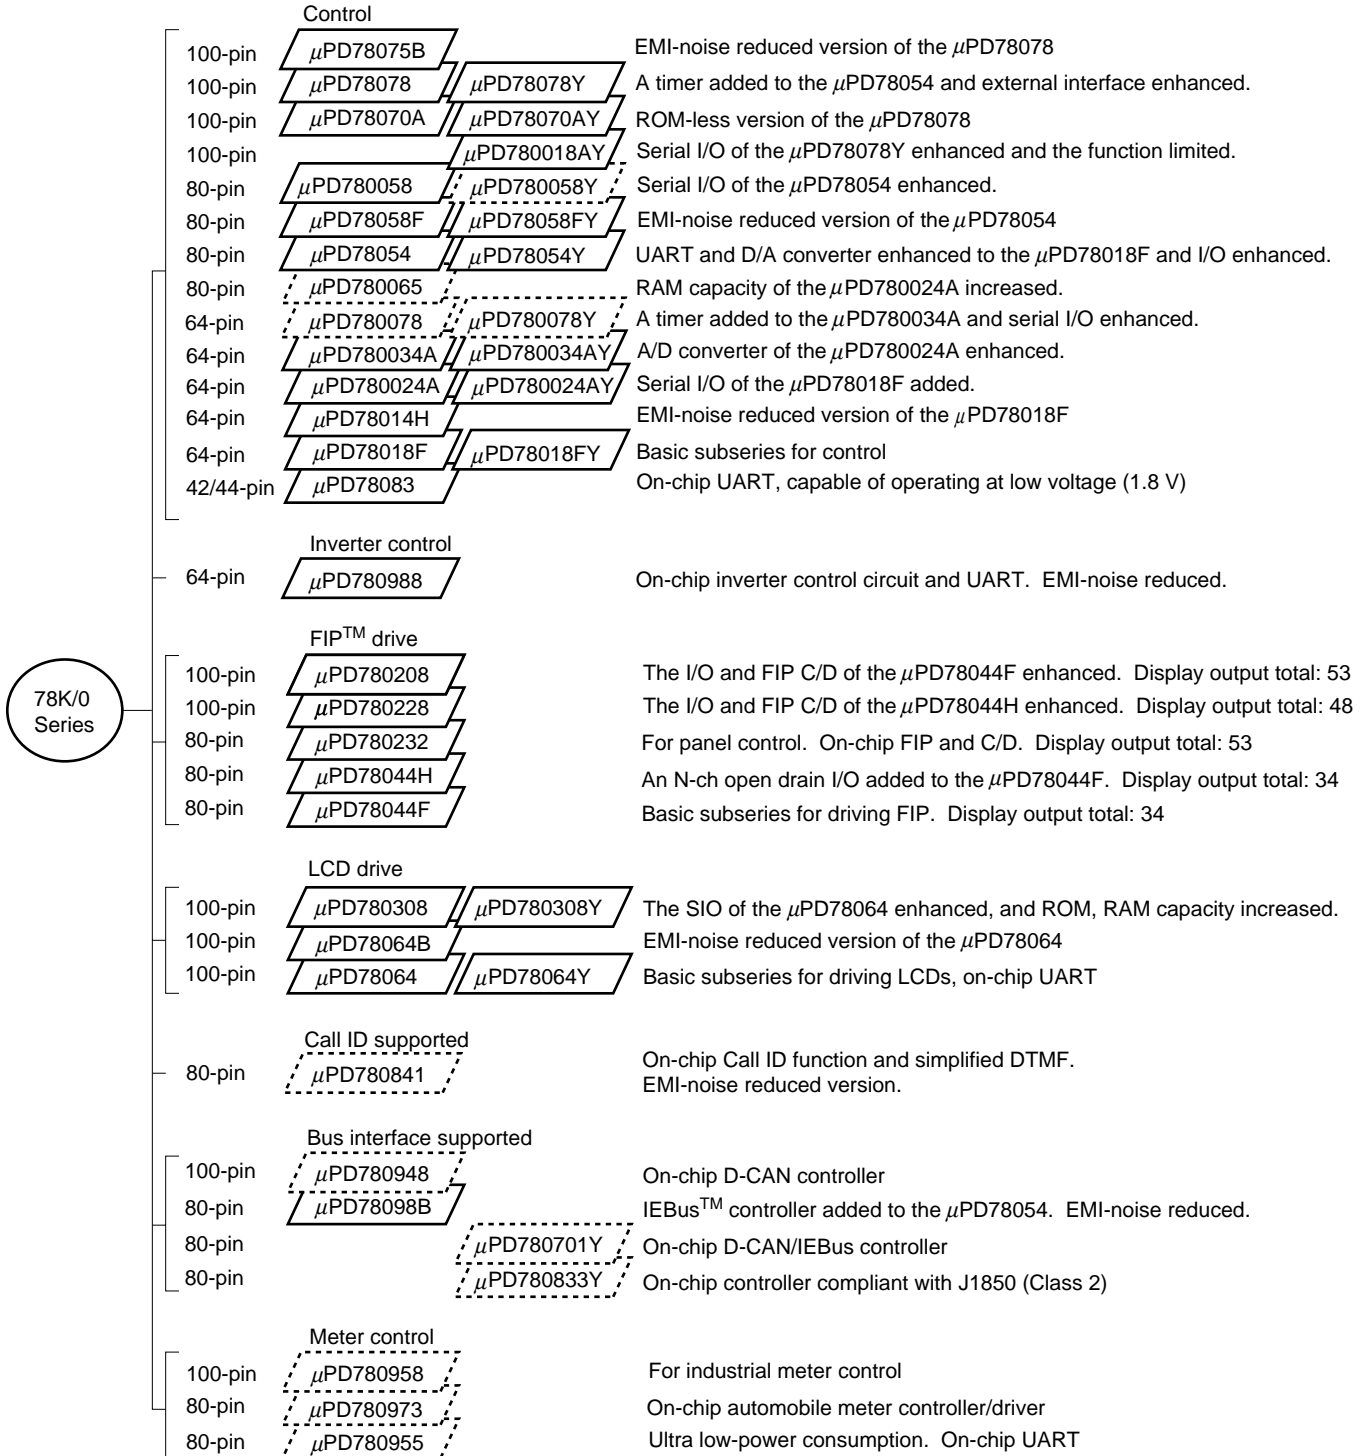 Control
100-pin μPD78075B EMI-noise reduced version of the μPD78078
100-pin μPD78078 μPD78078Y A timer added to the μPD78054 and external interface enhanced.
100-pin μPD78070A μPD78070AY ROM-less version of the μPD78078
100-pin μPD780018AY Serial I/O of the μPD78078Y enhanced and the function limited.
80-pin μPD780058 μPD780058Y Serial I/O of the μPD78054 enhanced.
80-pin μPD78058F μPD78058FY EMI-noise reduced version of the μPD78054
80-pin μPD78054 μPD78054Y UART and D/A converter enhanced to the μPD78018F and I/O enhanced.
80-pin μPD780065 RAM capacity of the μPD780024A increased.
64-pin μPD780078 μPD780078Y A timer added to the μPD780034A and serial I/O enhanced.
64-pin μPD780034A μPD780034AY A/D converter of the μPD780024A enhanced.
64-pin μPD780024A μPD780024AY Serial I/O of the μPD78018F added.
64-pin μPD78014H EMI-noise reduced version of the μPD78018F
64-pin μPD78018F μPD78018FY Basic subseries for control
42/44-pin μPD78083 On-chip UART, capable of operating at low voltage (1.8 V)
Inverter control
64-pin μPD780988 On-chip inverter control circuit and UART. EMI-noise reduced.
78K/0
Series
FIP™ drive
100-pin μPD780208 The I/O and FIP C/D of the μPD78044F enhanced. Display output total: 53
100-pin μPD780228 The I/O and FIP C/D of the μPD78044H enhanced. Display output total: 48
80-pin μPD780232 For panel control. On-chip FIP and C/D. Display output total: 53
80-pin μPD78044H An N-ch open drain I/O added to the μPD78044F. Display output total: 34
80-pin μPD78044F Basic subseries for driving FIP. Display output total: 34
LCD drive
100-pin μPD780308 μPD780308Y The SIO of the μPD78064 enhanced, and ROM, RAM capacity increased.
100-pin μPD78064B EMI-noise reduced version of the μPD78064
100-pin μPD78064 μPD78064Y Basic subseries for driving LCDs, on-chip UART
Call ID supported
80-pin μPD780841 On-chip Call ID function and simplified DTMF.
EMI-noise reduced version.
Bus interface supported
100-pin μPD780948 On-chip D-CAN controller
80-pin μPD78098B IEBus™ controller added to the μPD78054. EMI-noise reduced.
80-pin μPD780701Y On-chip D-CAN/IEBus controller
80-pin μPD780833Y On-chip controller compliant with J1850 (Class 2)
Meter control
100-pin μPD780958 For industrial meter control
80-pin μPD780973 On-chip automobile meter controller/driver
80-pin μPD780955 Ultra low-power consumption. On-chip UART